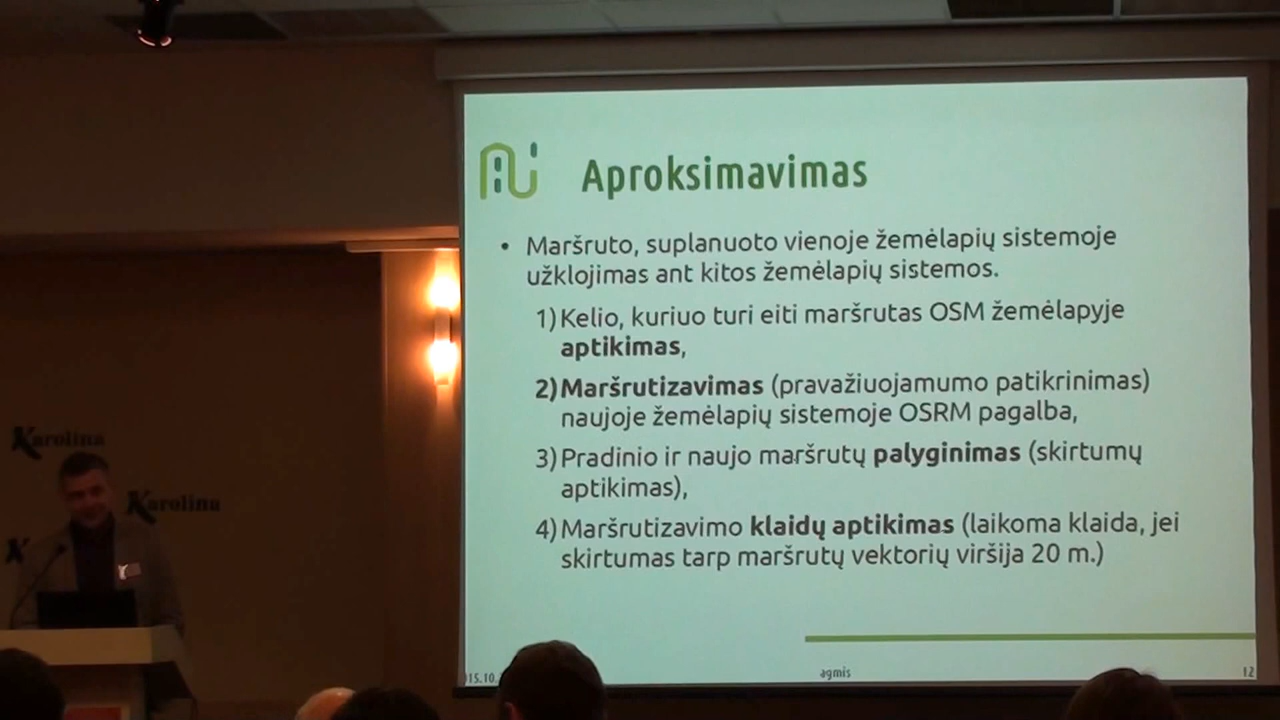 Aproksimavimas
• Maršruto, suplanuoto vienoje žemėlapių sistemoje
užklojimas ant kitos žemėlapių sistemos.
1) Kelio, kuriuo turi eiti maršrutas OSM žemėlapyje
aptikimas,
2) Maršrutizavimas (pravažiuojamumo patikrinimas)
naujoje žemėlapių sistemoje OSRM pagalba,
3) Pradinio ir naujo maršrutų palyginimas (skirtumų
aptikimas),
4) Maršrutizavimo klaidų aptikimas (laikoma klaida, jei
skirtumas tarp maršrutų vektorių viršija 20 m.)
015.10.
agmis
12
Karolina
Karolina